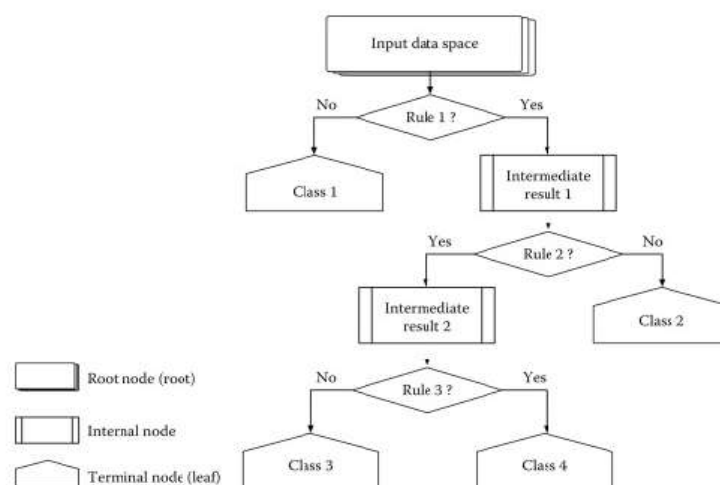 Input data space
No
Rule 1 ?
Yes
Class 1
Intermediate
result 1
Yes
Rule 2 ?
No
Intermediate
result 2
Class 2
Root node (root)
No
Rule 3 ?
Yes
Internal node
Class 3
Class 4
Terminal node (leaf)